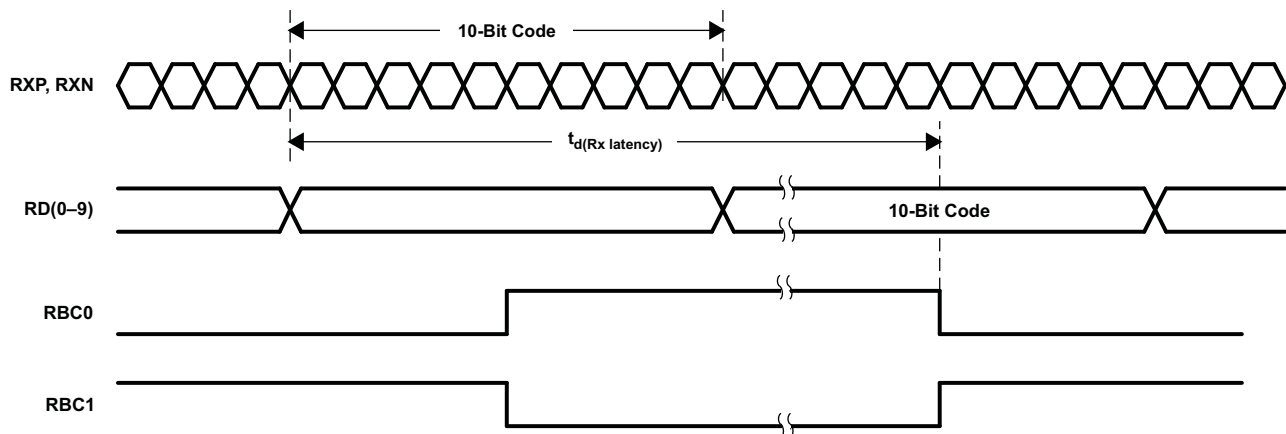 10-Bit Code
RXP, RXN
td(Rx latency)
RD(0–9)
10-Bit Code
RBC0
RBC1